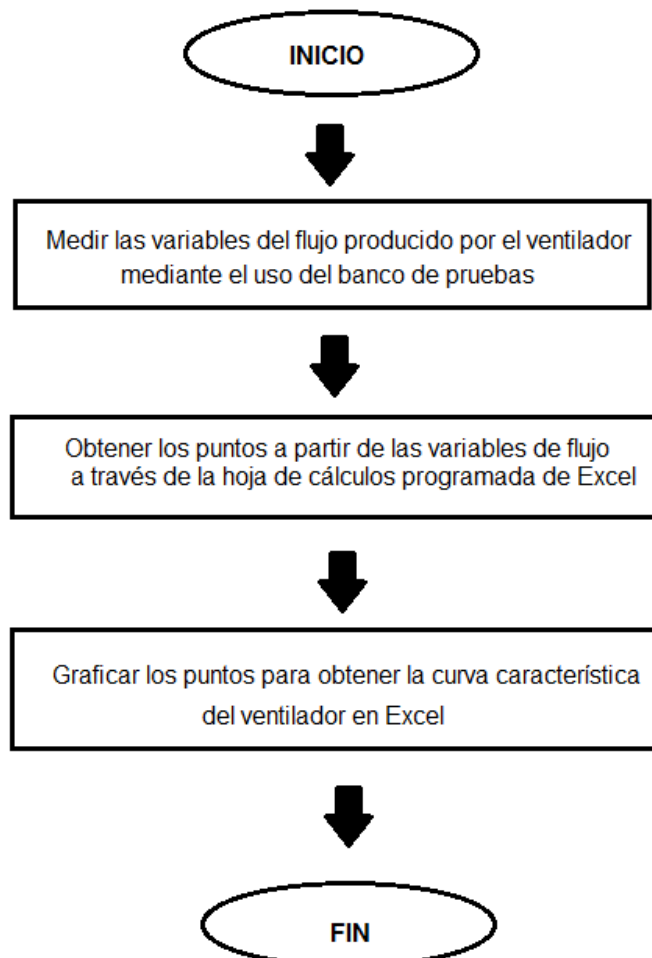 INICIO
Medir las variables del flujo producido por el ventilador
mediante el uso del banco de pruebas
Obtener los puntos a partir de las variables de flujo
a través de la hoja de cálculos programada de Excel
Graficar los puntos para obtener la curva característica
del ventilador en Excel
FIN